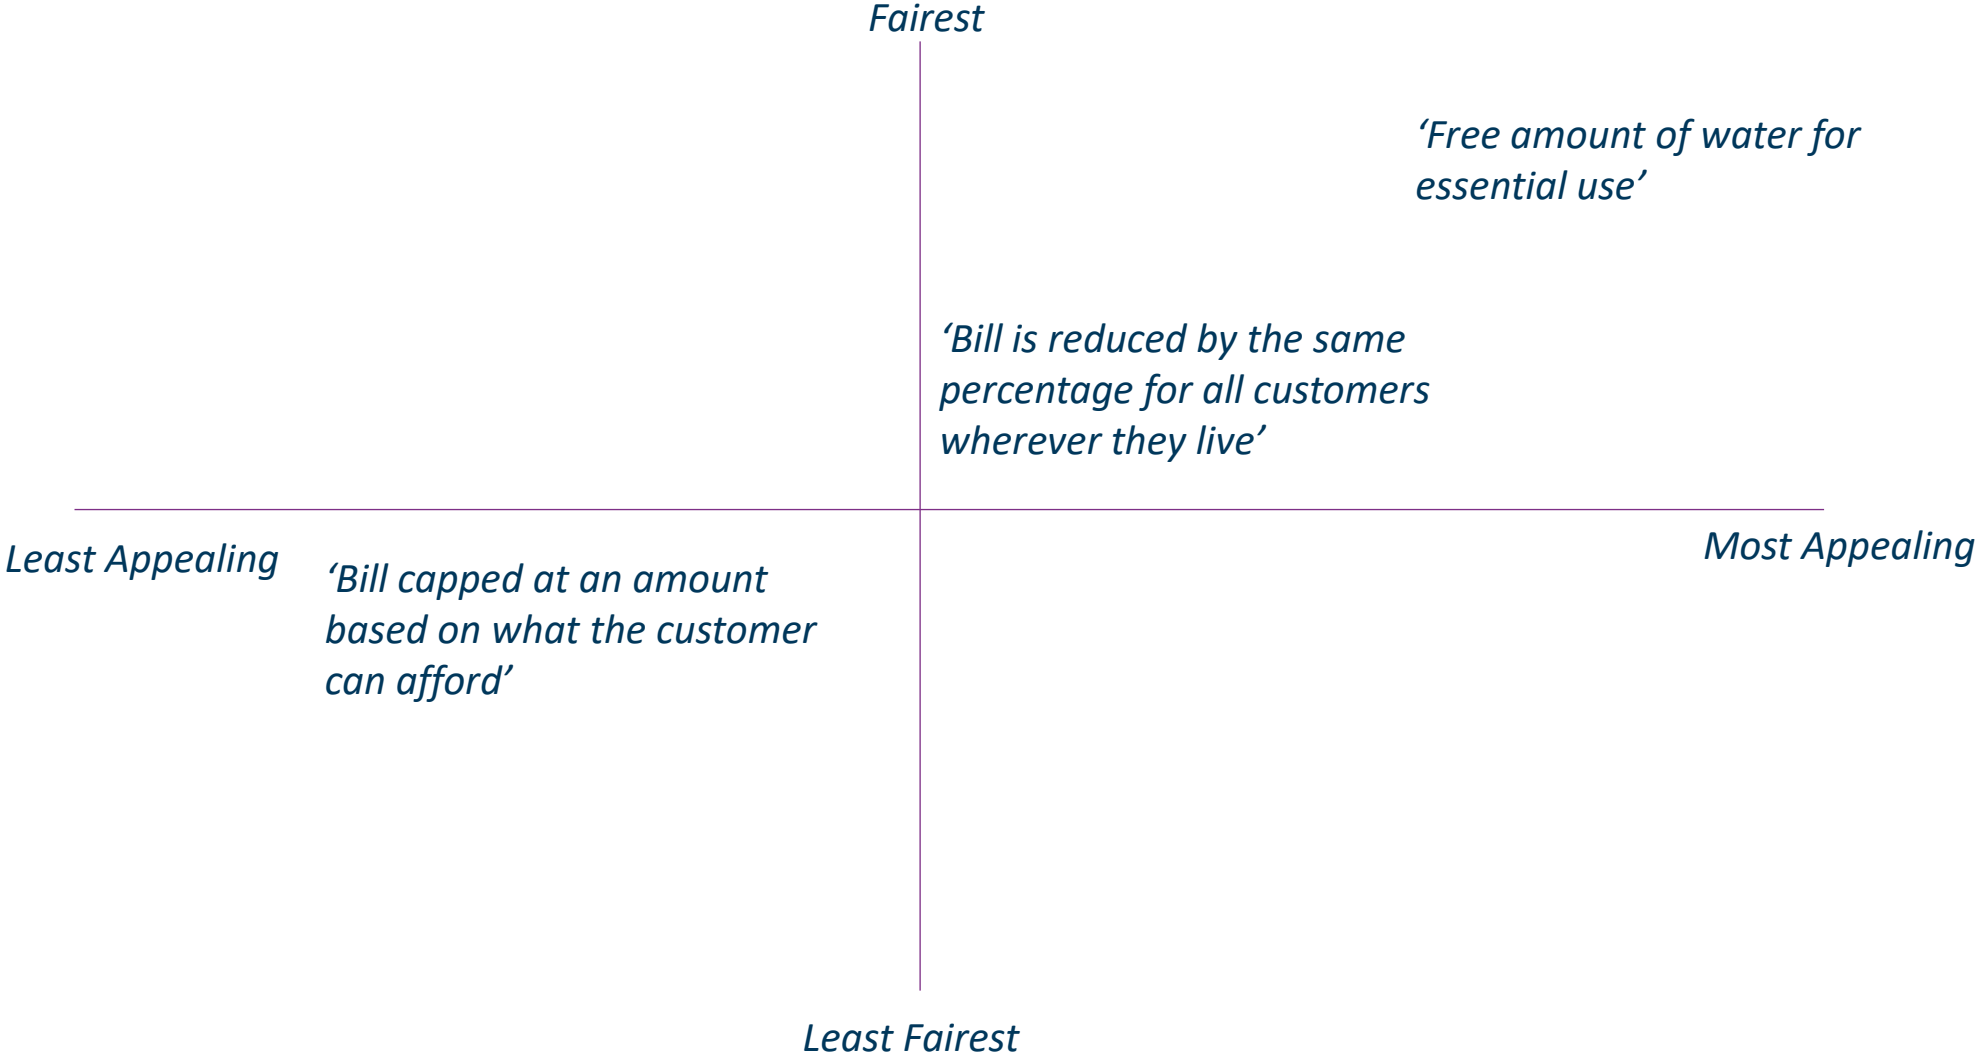 Fairest
‘Free amount of water for
essential use’
‘Bill is reduced by the same
percentage for all customers
wherever they live’
Least Appealing
Most Appealing
‘Bill capped at an amount
based on what the customer
can afford’
Least Fairest